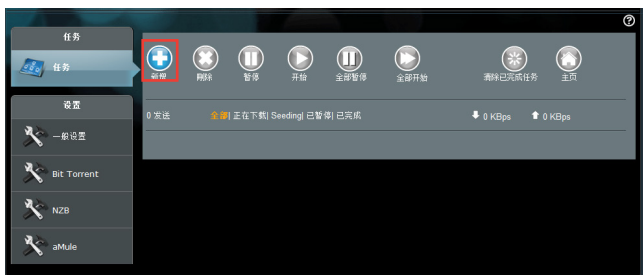 任务
任务
设置
一般设置
Bit Torrent
NZB
aMule
新增 删除 暂停 开始 全部暂停 全部开始 清除已完成任务 主页
0 发送 全部| 正在下载| Seeding| 已暂停| 已完成 0 KBps 0 KBps